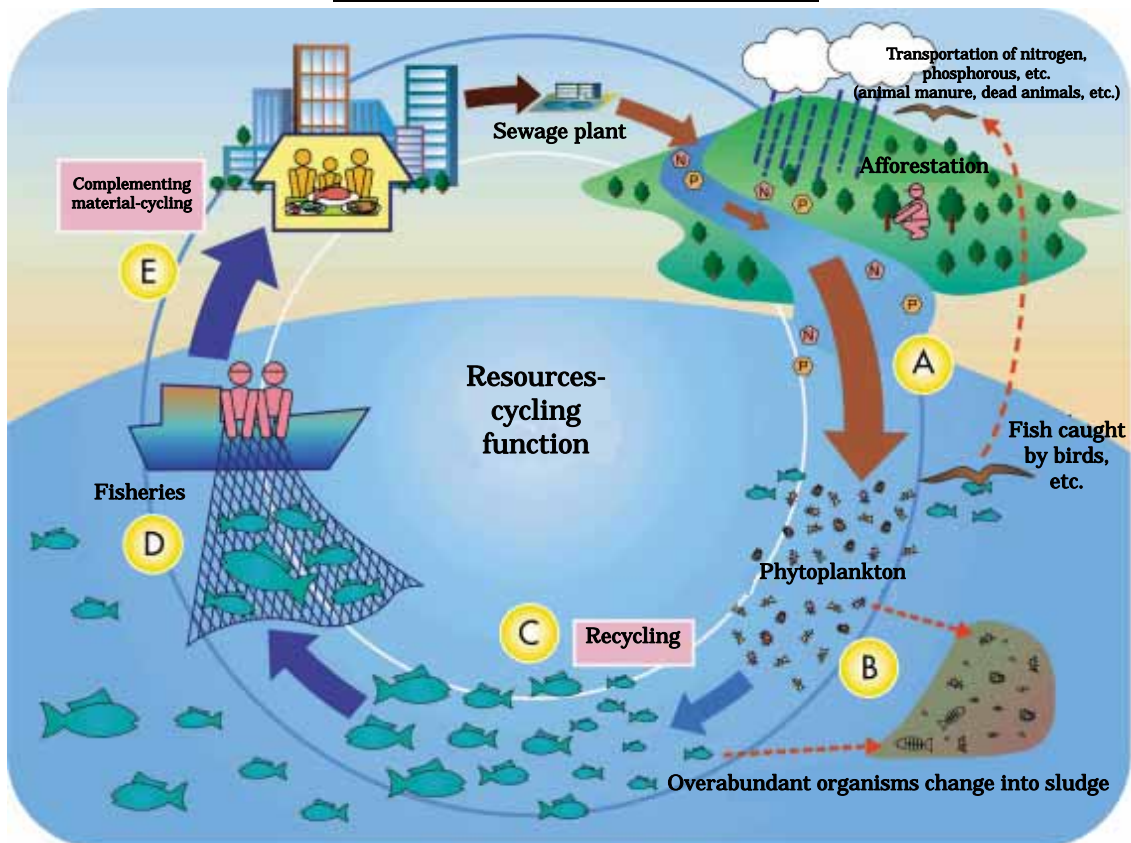 Transportation of nitrogen,
phosphorous, etc.
(animal manure, dead animals, etc.)
Sewage plant
Afforestation
N
P
N
P
Complementing
material-cycling
E
N
P
N
P
A
Resources-
cycling
function
Fish caught
by birds,
etc.
Fisheries
D
Phytoplankton
C
Recycling
B
Overabundant organisms change into sludge